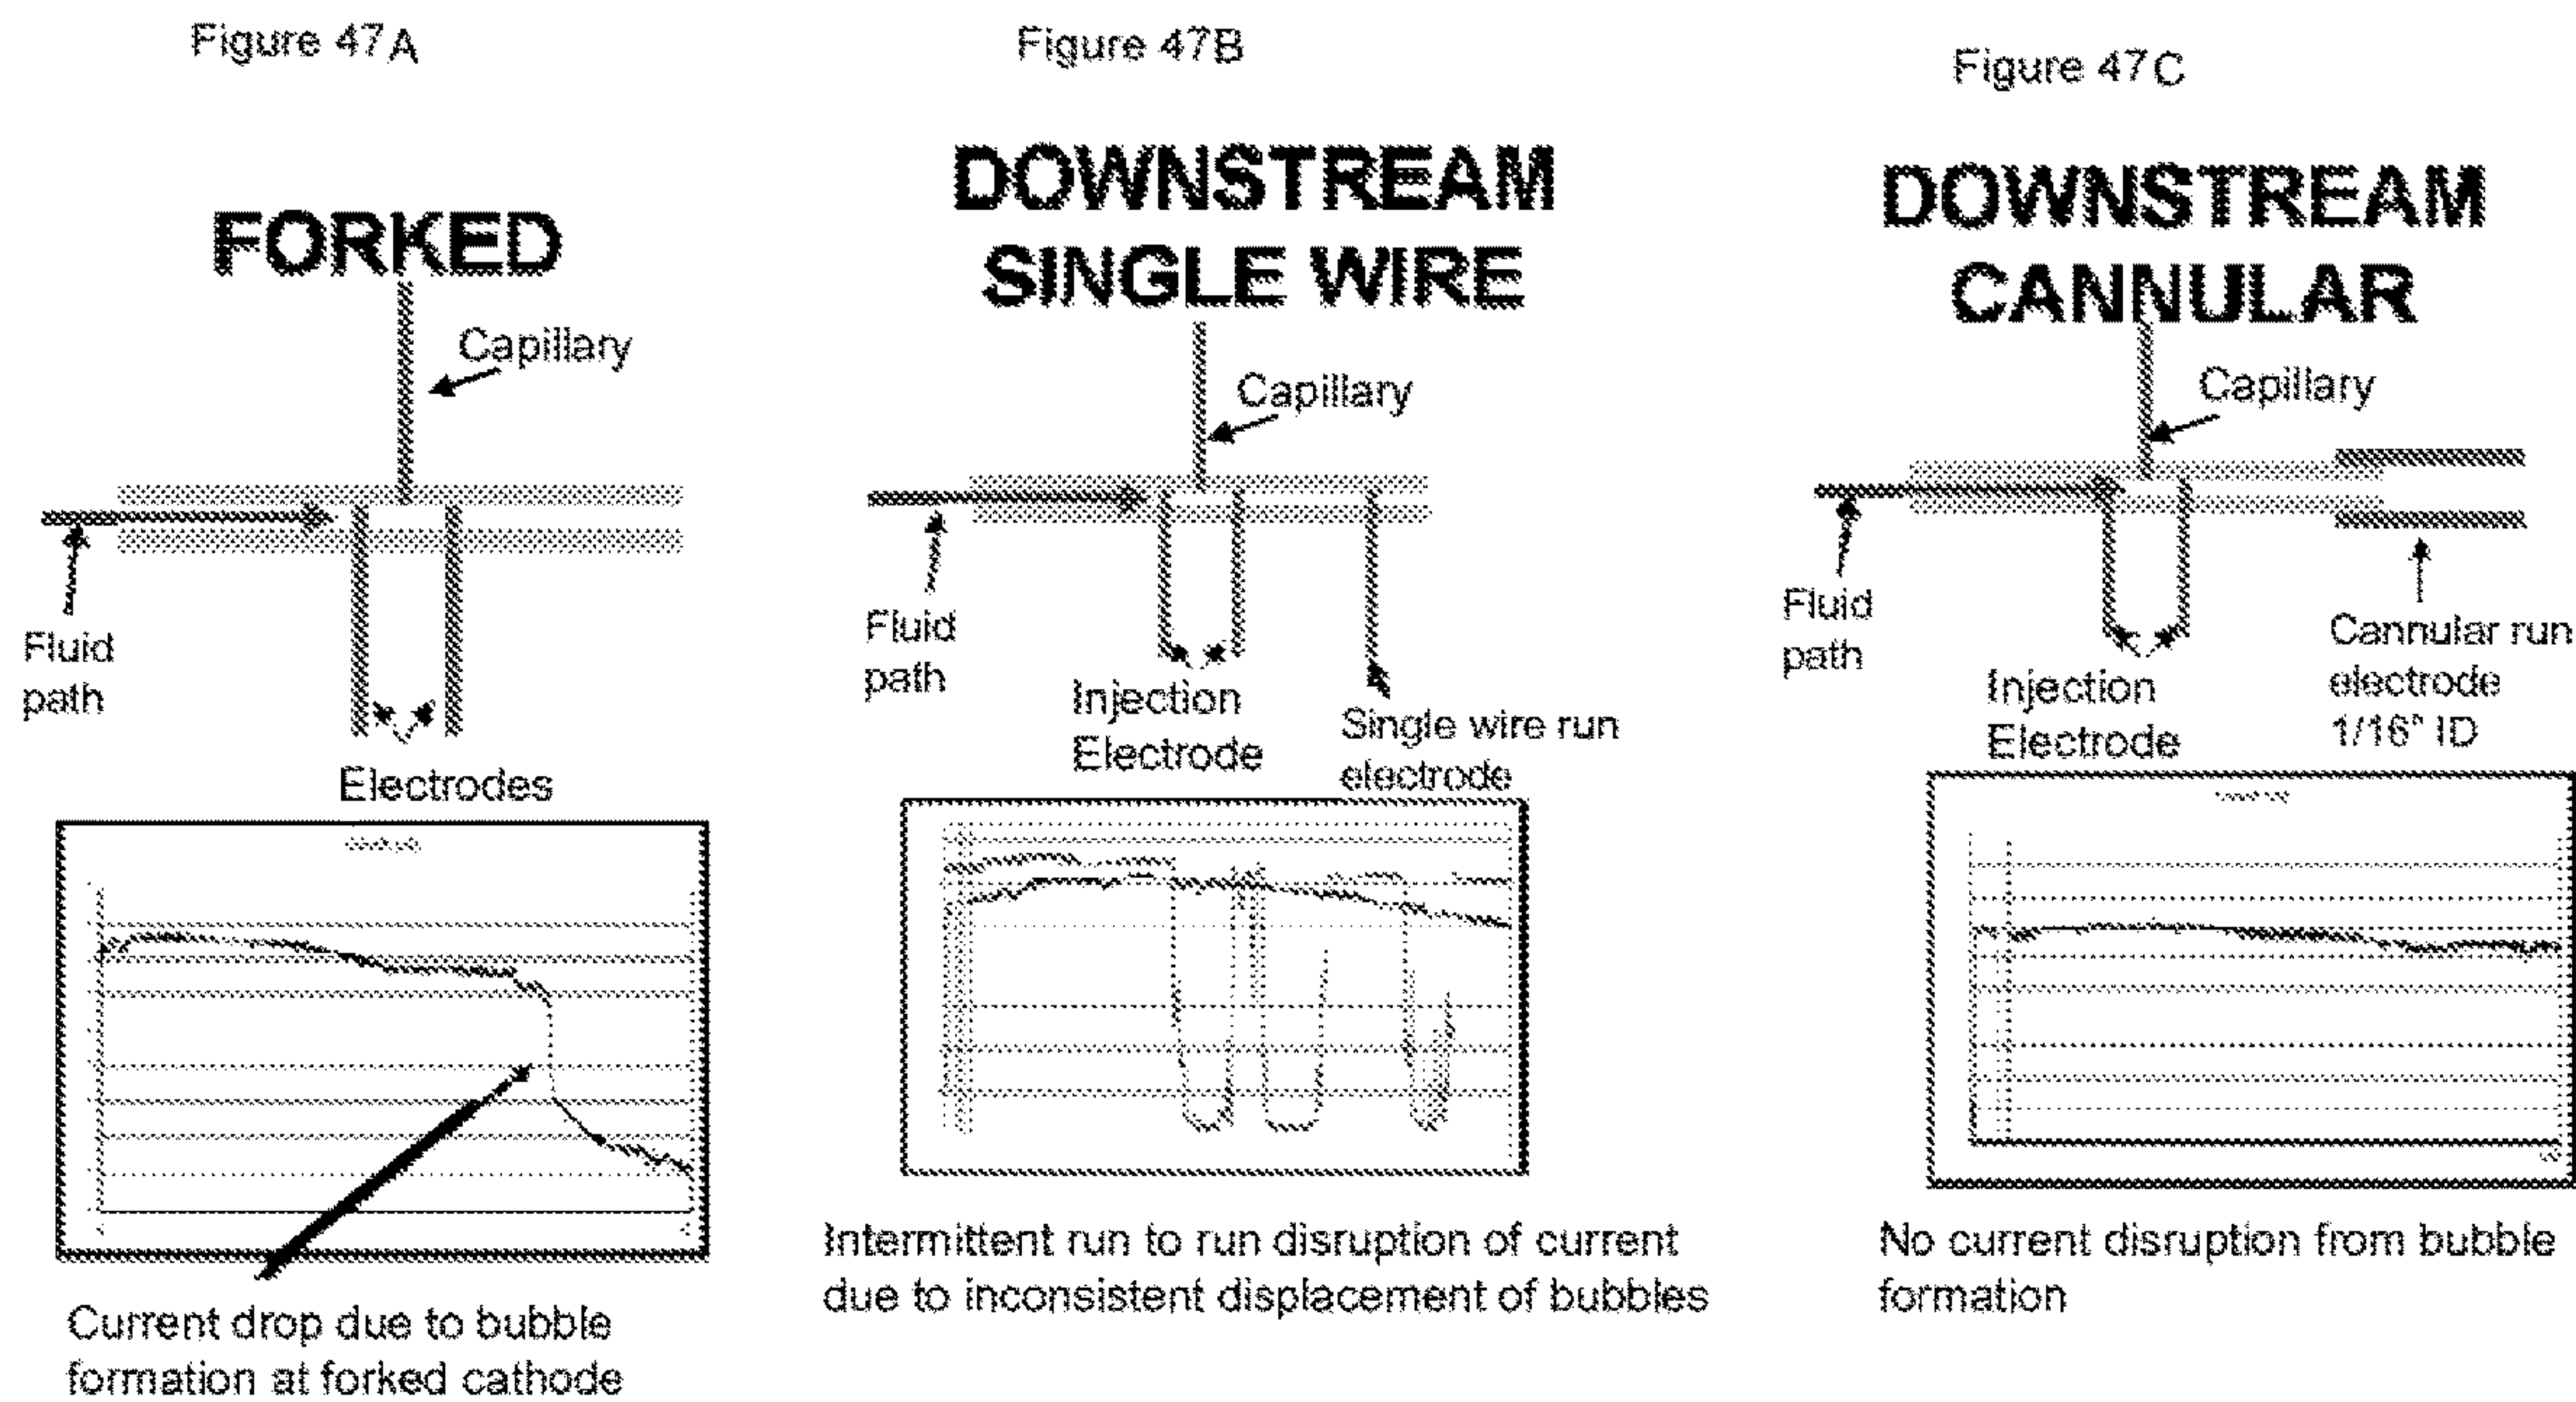 Figure 47A
FORKED
Capillary
Fluid
path
Electrodes
Current drop due to bubble
formation at forked cathode
Figure 47B
DOWNSTREAM
SINGLE WIRE
Capillary
Fluid
path
Injection
Electrode
Single wire run
electrode
Intermittent run to run disruption of current
due to inconsistent displacement of bubbles
Figure 47C
DOWNSTREAM
CANNULAR
Capillary
Fluid
path
Injection
Electrode
Cannular run
electrode
1/16" ID
No current disruption from bubble
formation